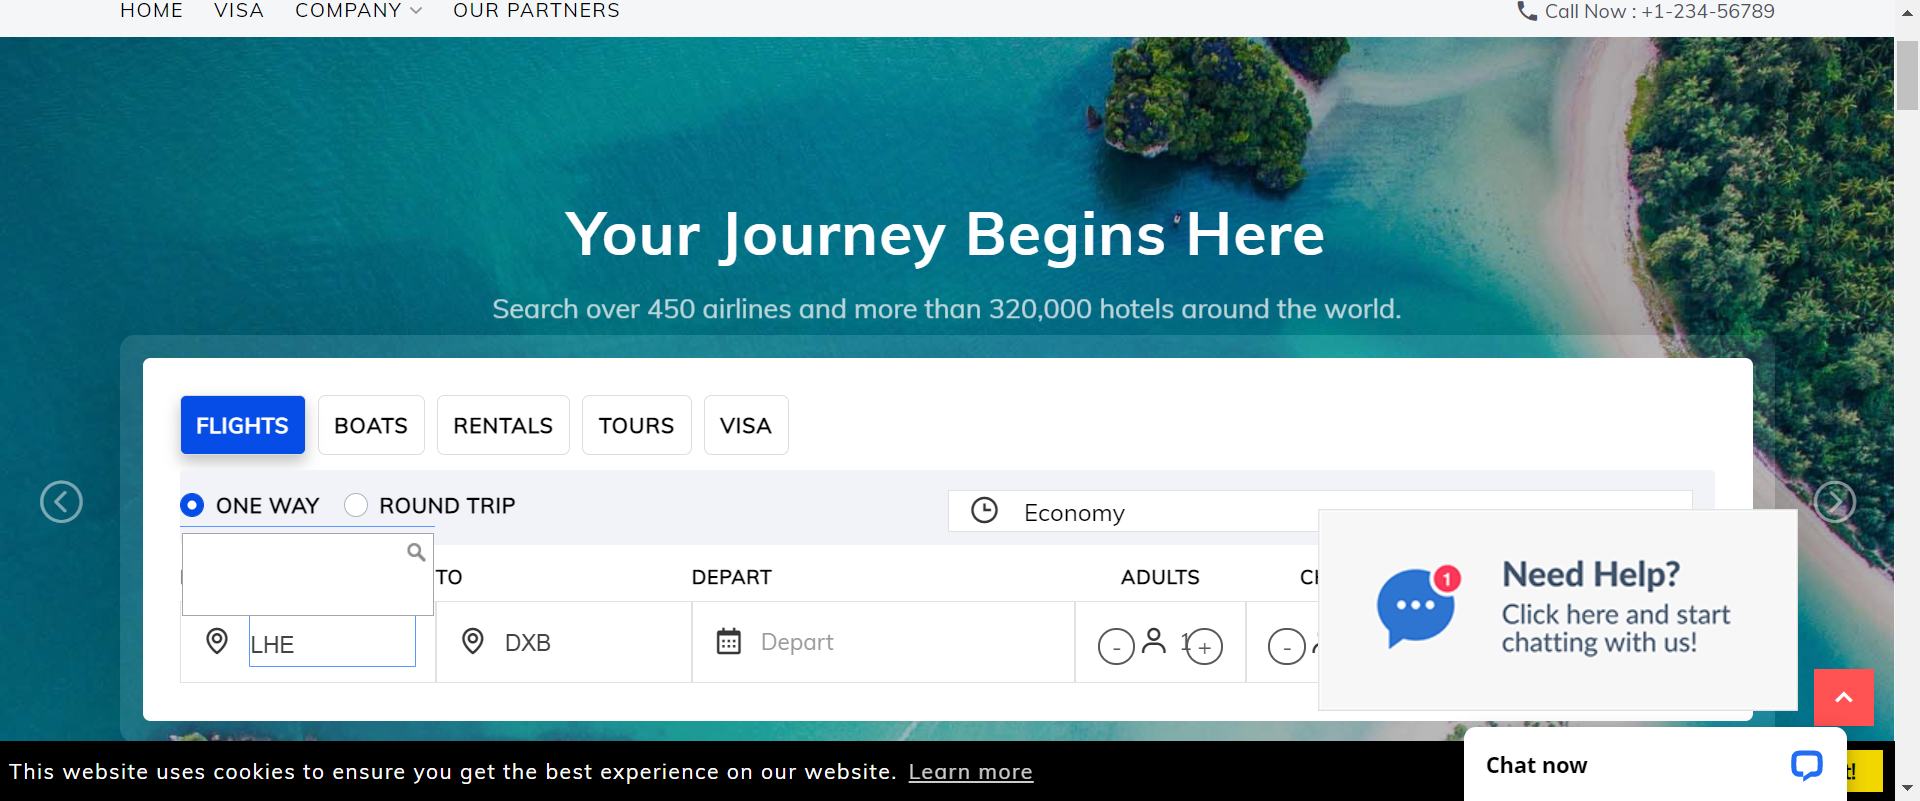 HOME VISA COMPANY OUR PARTNERS Call Now : +1-234-56789
Your Journey Begins Here
Search over 450 airlines and more than 320,000 hotels around the world.
FLIGHTS BOATS RENTALS TOURS VISA
ONE WAY ROUND TRIP Economy
TO DEPART ADULTS
LHE DXB Depart - 1 + -
1
Need Help?
Click here and start
chatting with us!
This website uses cookies to ensure you get the best experience on our website. Learn more
Chat now